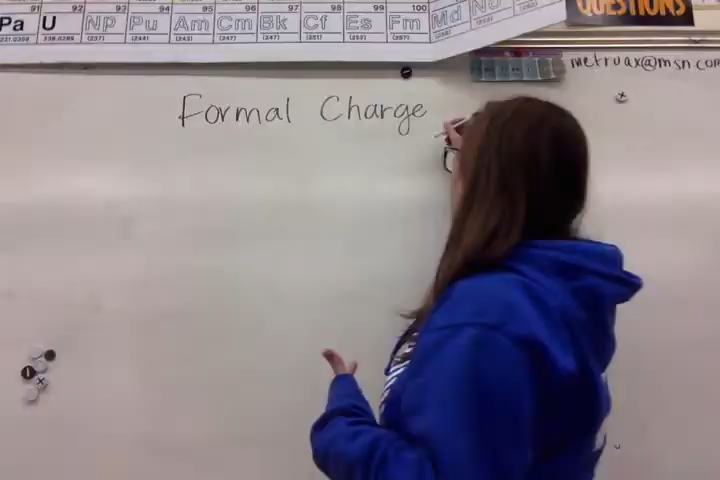 91 92 93 94 95 96 97 98 99 100
Pa U Np Pu Am Cm Bk Cf Es Fm Md No
231.0359 238.0289 (237) (244) (243) (247) (247) (251) (252) (257)
QUESTIONS
metruax@msn.com
Formal Charge